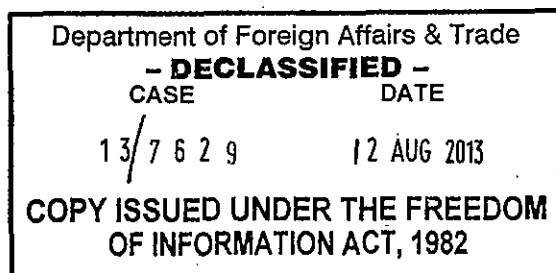 Department of Foreign Affairs & Trade
– DECLASSIFIED –
CASE DATE
13/7629 12 AUG 2013
COPY ISSUED UNDER THE FREEDOM
OF INFORMATION ACT, 1982